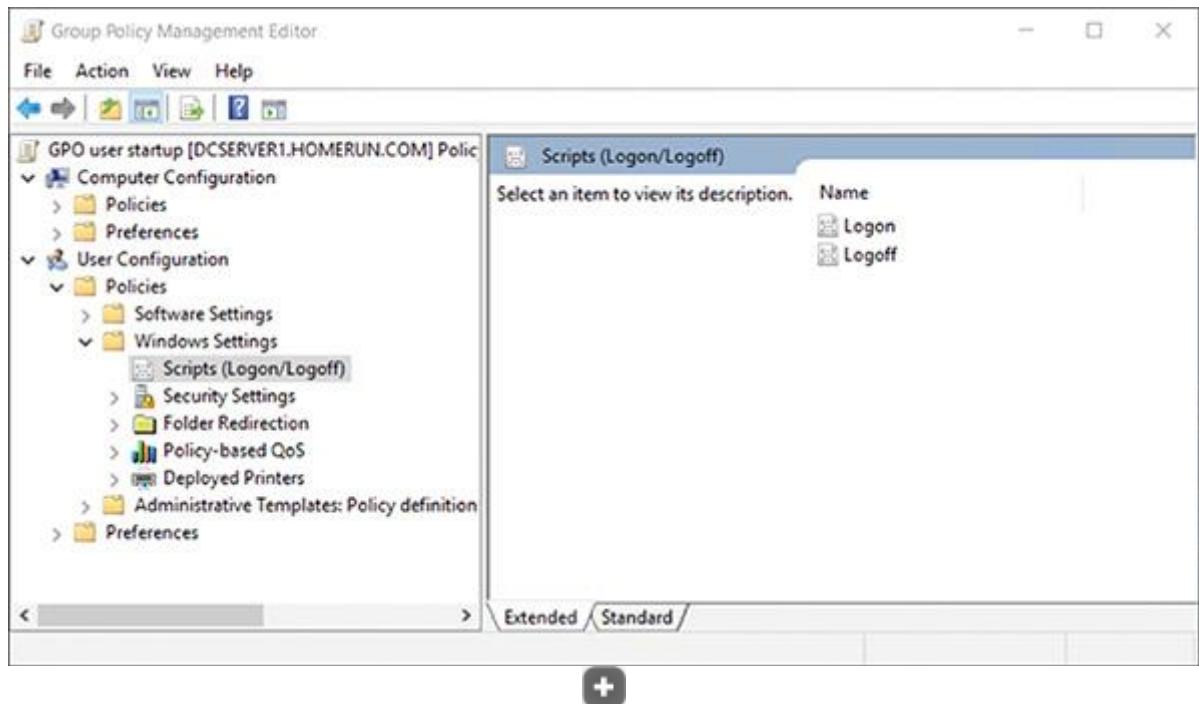 Group Policy Management Editor
File Action View Help
GPO user startup [DCSERVER1.HOMERUN.COM] Polic
Computer Configuration
Policies
Preferences
User Configuration
Policies
Software Settings
Windows Settings
Scripts (Logon/Logoff)
Security Settings
Folder Redirection
Policy-based QoS
Deployed Printers
Administrative Templates: Policy definition
Preferences
Scripts (Logon/Logoff)
Select an item to view its description.
Name
Logon
Logoff
Extended Standard